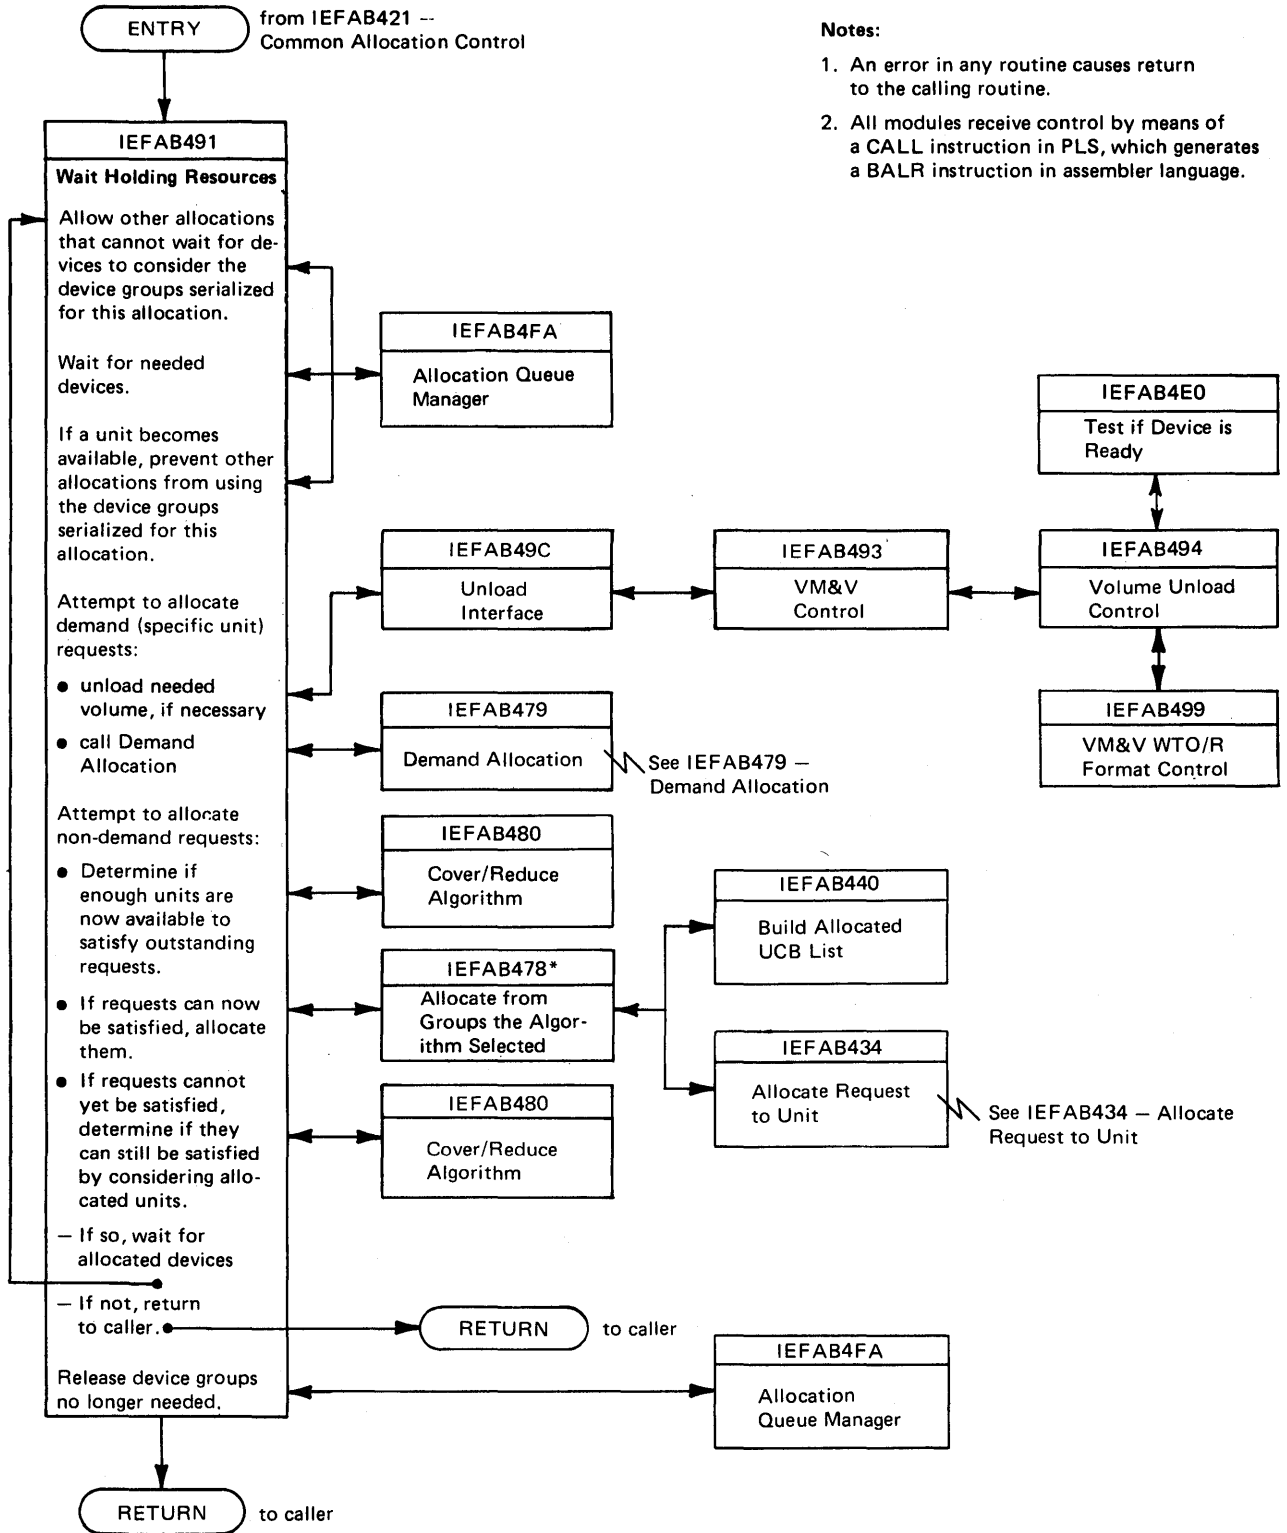 ENTRY
from IEFAB421 —
Common Allocation Control
Notes:
1. An error in any routine causes return
to the calling routine.
2. All modules receive control by means of
a CALL instruction in PLS, which generates
a BALR instruction in assembler language.
IEFAB491
Wait Holding Resources
Allow other allocations
that cannot wait for de-
vices to consider the
device groups serialized
for this allocation.
Wait for needed
devices.
If a unit becomes
available, prevent other
allocations from using
the device groups
serialized for this
allocation.
Attempt to allocate
demand (specific unit)
requests:
● unload needed
volume, if necessary
● call Demand
Allocation
Attempt to allocate
non-demand requests:
● Determine if
enough units are
now available to
satisfy outstanding
requests.
● If requests can now
be satisfied, allocate
them.
● If requests cannot
yet be satisfied,
determine if they
can still be satisfied
by considering allo-
cated units.
— If so, wait for
allocated devices
— If not, return
to caller.
Release device groups
no longer needed.
IEFAB4FA
Allocation Queue
Manager
IEFAB4E0
Test if Device is
Ready
IEFAB49C
Unload
Interface
IEFAB493
VM&V
Control
IEFAB494
Volume Unload
Control
IEFAB499
VM&V WTO/R
Format Control
IEFAB479
Demand Allocation
See IEFAB479 —
Demand Allocation
IEFAB480
Cover/Reduce
Algorithm
IEFAB478*
Allocate from
Groups the Algor-
ithm Selected
IEFAB440
Build Allocated
UCB List
IEFAB434
Allocate Request
to Unit
See IEFAB434 — Allocate
Request to Unit
IEFAB480
Cover/Reduce
Algorithm
RETURN
to caller
IEFAB4FA
Allocation
Queue Manager
RETURN
to caller